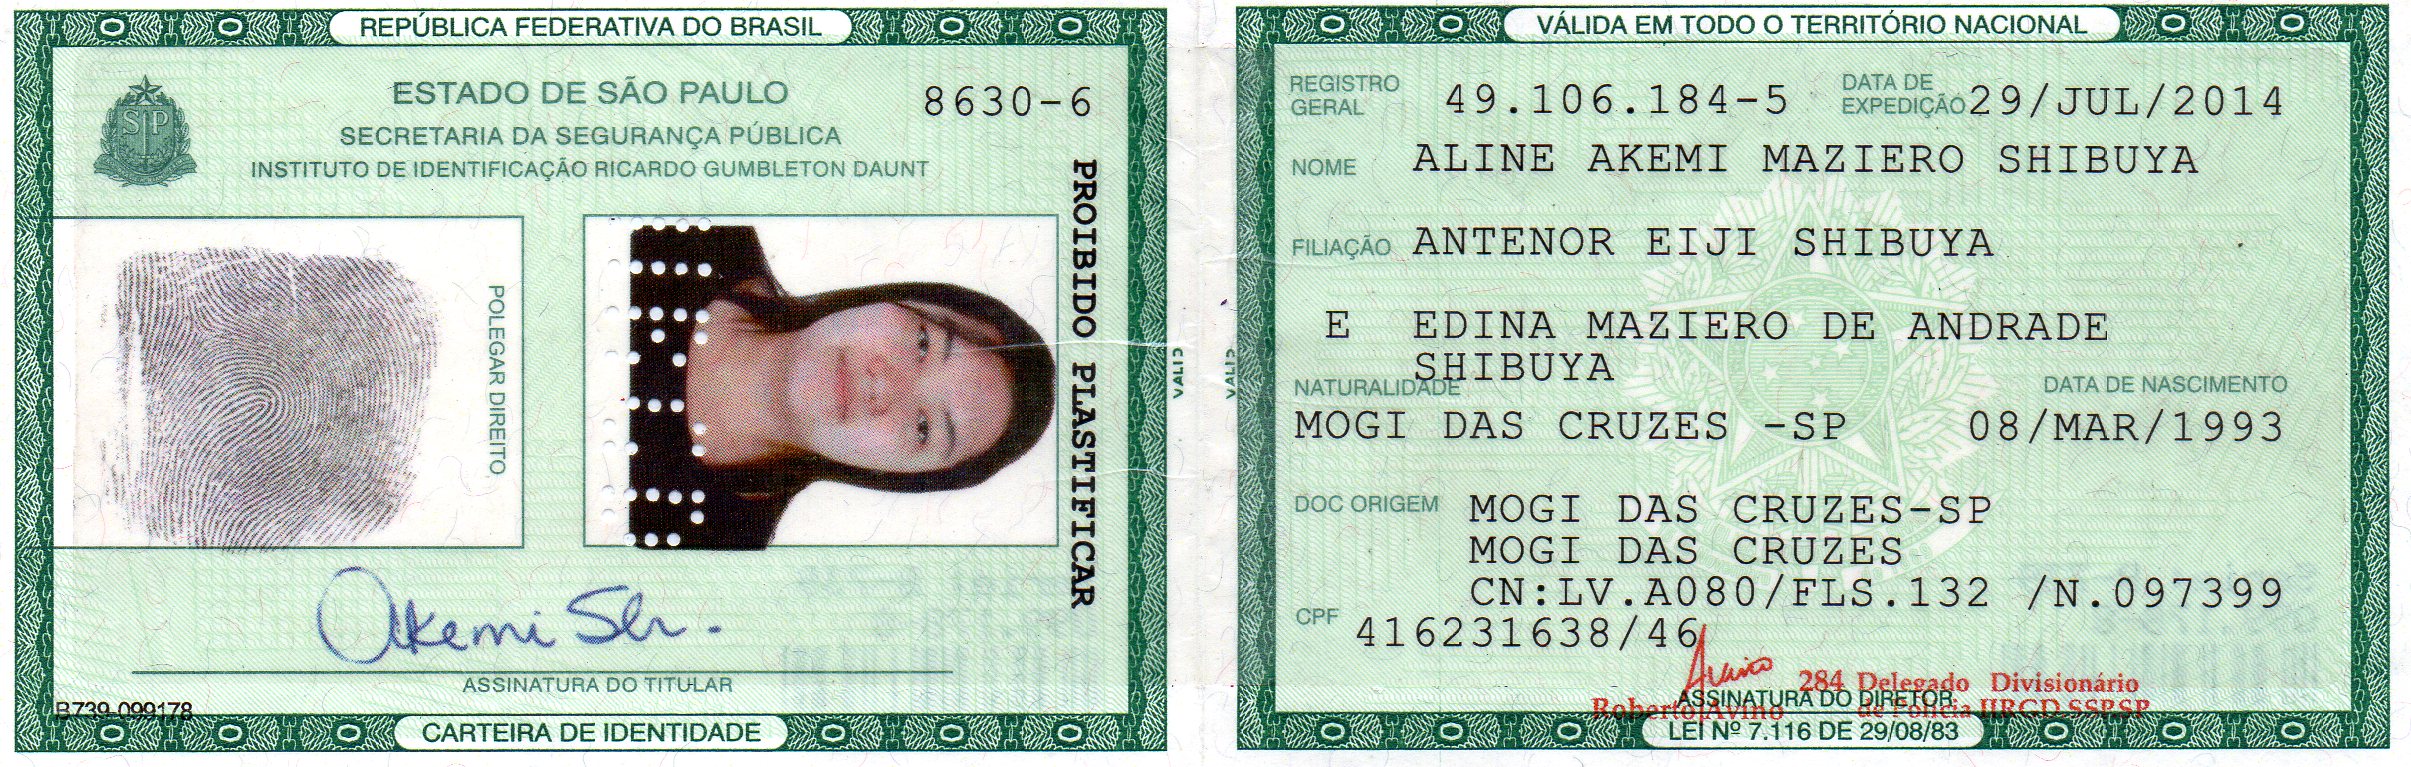 REPÚBLICA FEDERATIVA DO BRASIL
ESTADO DE SÃO PAULO
8630-6
SECRETARIA DA SEGURANÇA PÚBLICA
INSTITUTO DE IDENTIFICAÇÃO RICARDO GUMBLETON DAUNT
SP
POLEGAR DIREITO
PROIBIDO PLASTIFICAR
Akemi
ASSINATURA DO TITULAR
B739-099178
CARTEIRA DE IDENTIDADE
VÁLIDA EM TODO O TERRITÓRIO NACIONAL
REGISTRO GERAL 49.106.184-5 DATA DE EXPEDIÇÃO 29/JUL/2014
NOME ALINE AKEMI MAZIERO SHIBUYA
FILIAÇÃO ANTENOR EIJI SHIBUYA
E EDINA MAZIERO DE ANDRADE
SHIBUYA
NATURALIDADE DATA DE NASCIMENTO
MOGI DAS CRUZES -SP 08/MAR/1993
DOC ORIGEM MOGI DAS CRUZES-SP
MOGI DAS CRUZES
CN:LV.A080/FLS.132 /N.097399
CPF 416231638/46
284 Delegado Divisionário
ASSINATURA DO DIRETOR
Roberto Avino de Polícia IIRGD.SSP.SP
LEI Nº 7.116 DE 29/08/83